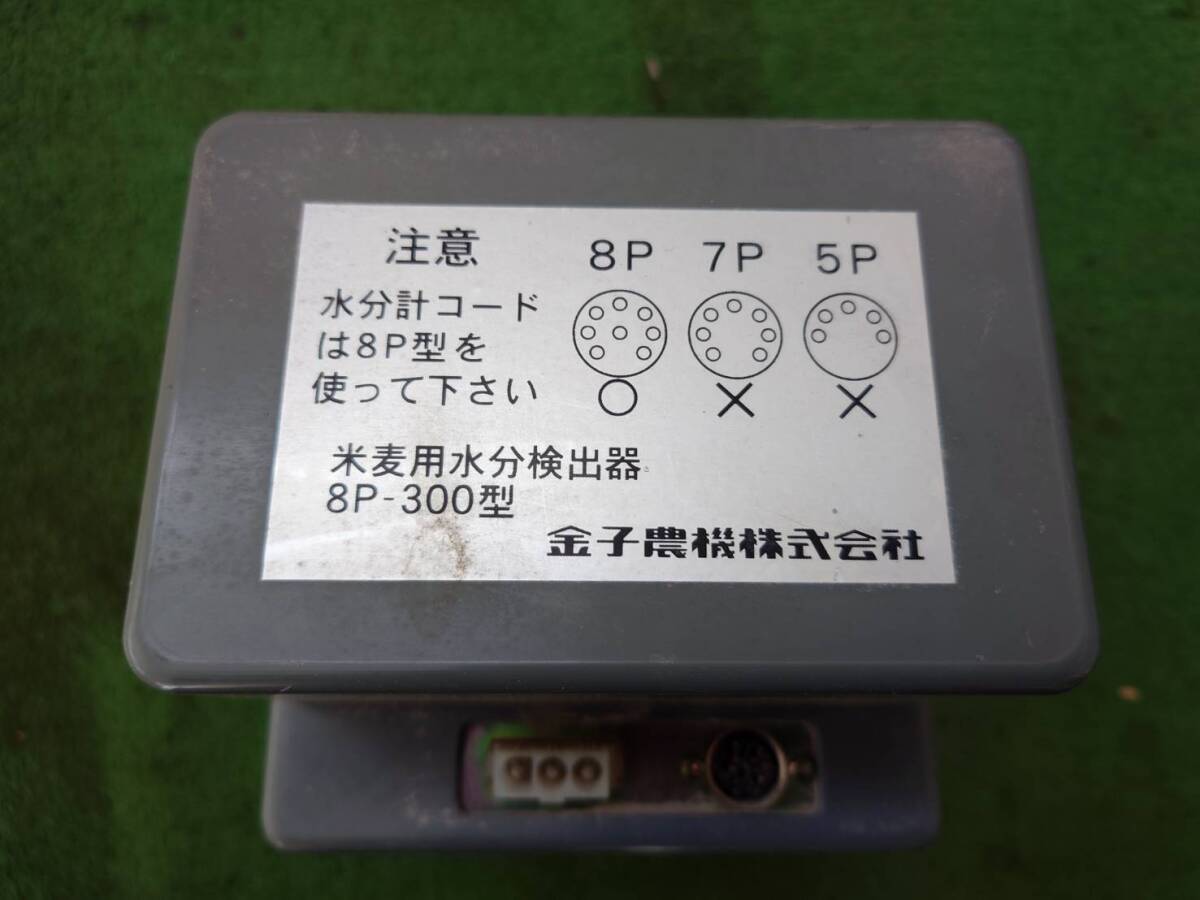 注意 8P 7P 5P
水分計コード
は8P型を
使って下さい ○ × ×
米麦用水分検出器
8P-300型
金子農機株式会社